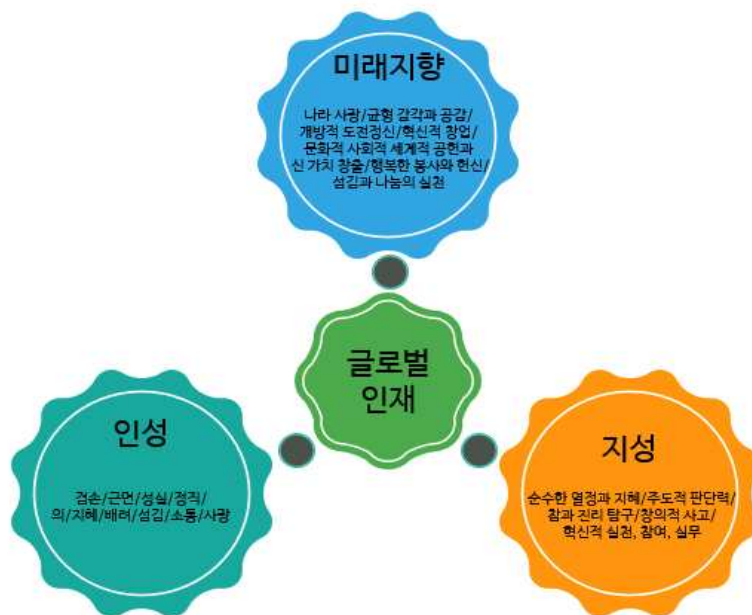 미래지향
나라 사랑/균형 감각과 공감/
개방적 도전정신/혁신적 창업/
문화적 사회적 세계적 공헌과
신 가치 창출/행복한 봉사와 헌신/
섬김과 나눔의 실천
글로벌
인재
인성
겸손/근면/성실/정직/
의/지혜/배려/섬김/소통/사랑
지성
순수한 열정과 지혜/주도적 판단력/
참과 진리 탐구/창의적 사고/
혁신적 실천, 참여, 실무